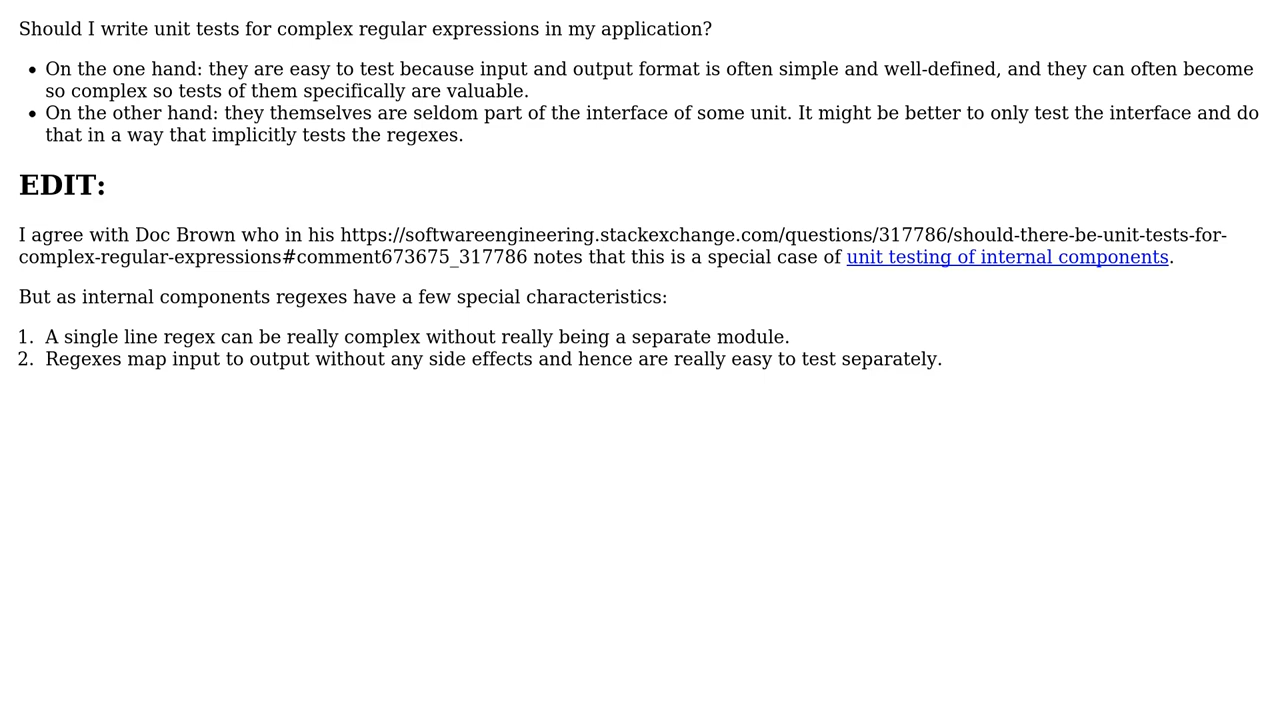 Should I write unit tests for complex regular expressions in my application?
• On the one hand: they are easy to test because input and output format is often simple and well-defined, and they can often become
so complex so tests of them specifically are valuable.
• On the other hand: they themselves are seldom part of the interface of some unit. It might be better to only test the interface and do
that in a way that implicitly tests the regexes.
EDIT:
I agree with Doc Brown who in his https://softwareengineering.stackexchange.com/questions/317786/should-there-be-unit-tests-for-
complex-regular-expressions#comment673675_317786 notes that this is a special case of unit testing of internal components.
But as internal components regexes have a few special characteristics:
1. A single line regex can be really complex without really being a separate module.
2. Regexes map input to output without any side effects and hence are really easy to test separately.